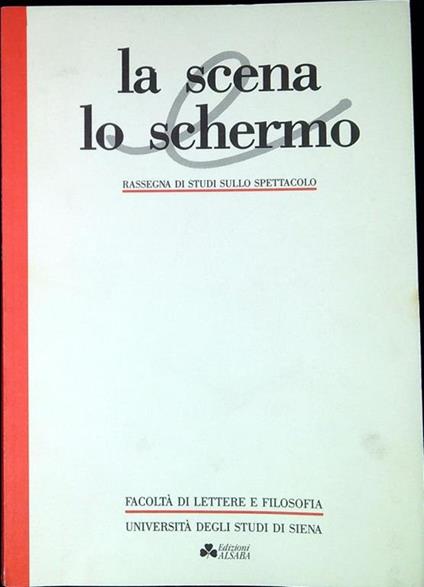 la scena
e
lo schermo
RASSEGNA DI STUDI SULLO SPETTACOLO
FACOLTÀ DI LETTERE E FILOSOFIA
UNIVERSITÀ DEGLI STUDI DI SIENA
Edizioni
ALSABA